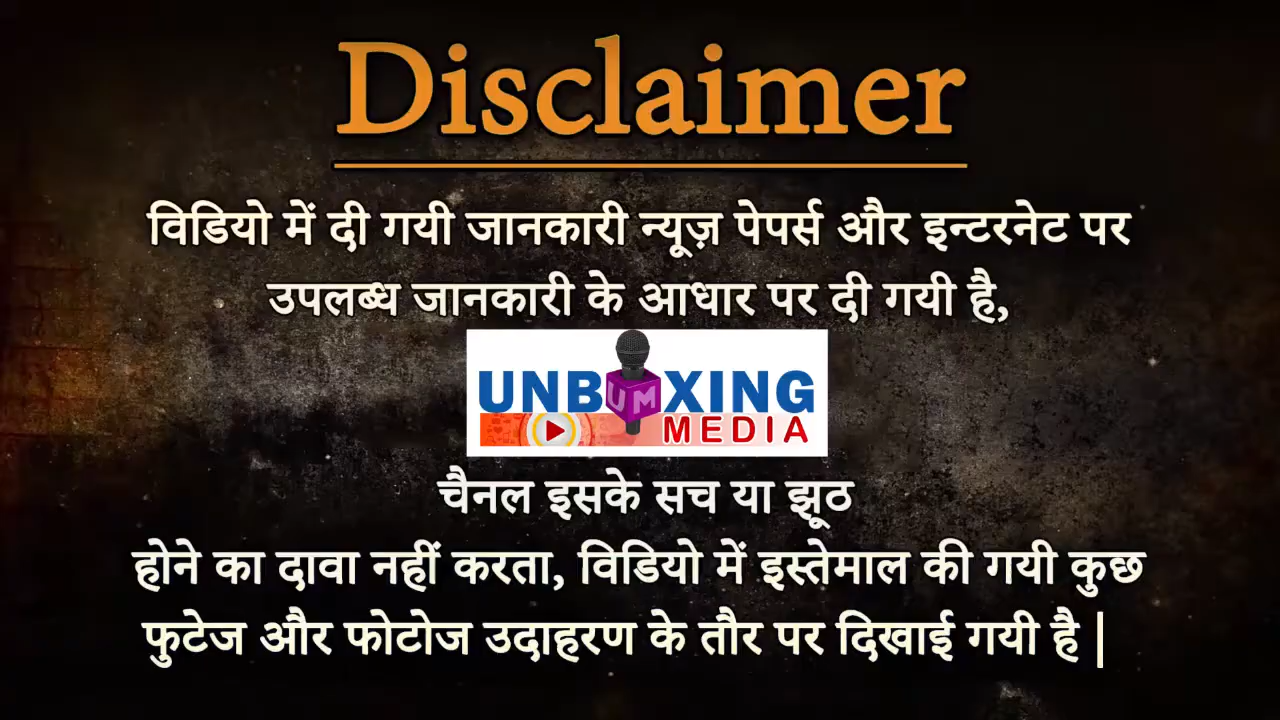 Disclaimer
विडियो में दी गयी जानकारी न्यूज़ पेपर्स और इन्टरनेट पर
उपलब्ध जानकारी के आधार पर दी गयी है,
UNBOXING
UM
MEDIA
चैनल इसके सच या झूठ
होने का दावा नहीं करता, विडियो में इस्तेमाल की गयी कुछ
फुटेज और फोटोज उदाहरण के तौर पर दिखाई गयी है |